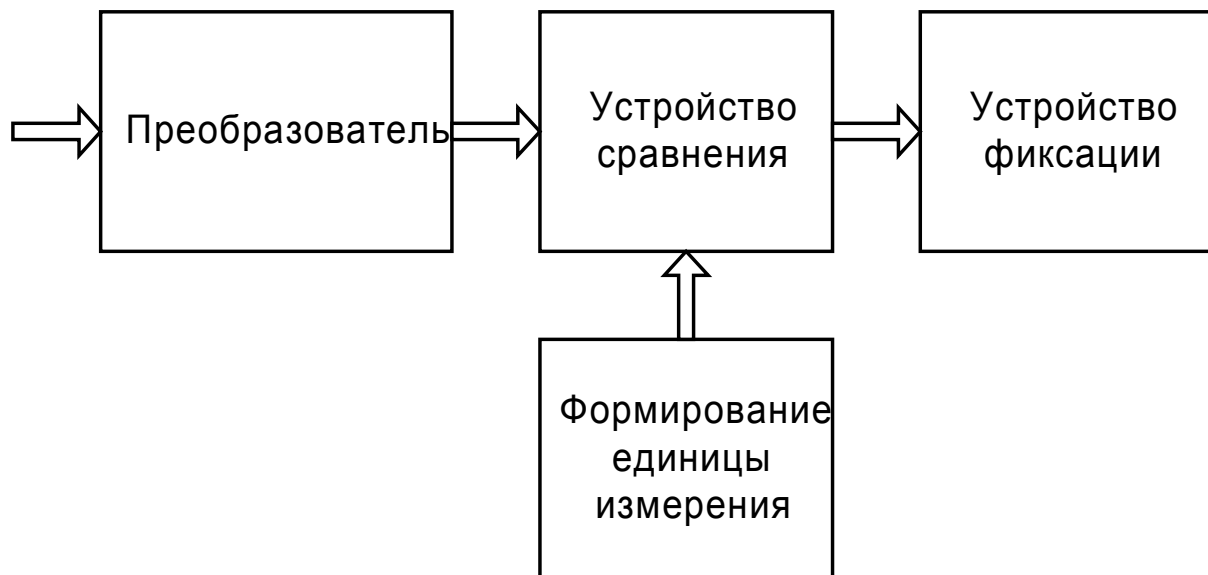 Преобразователь
Устройство
сравнения
Устройство
фиксации
Формирование
единицы
измерения